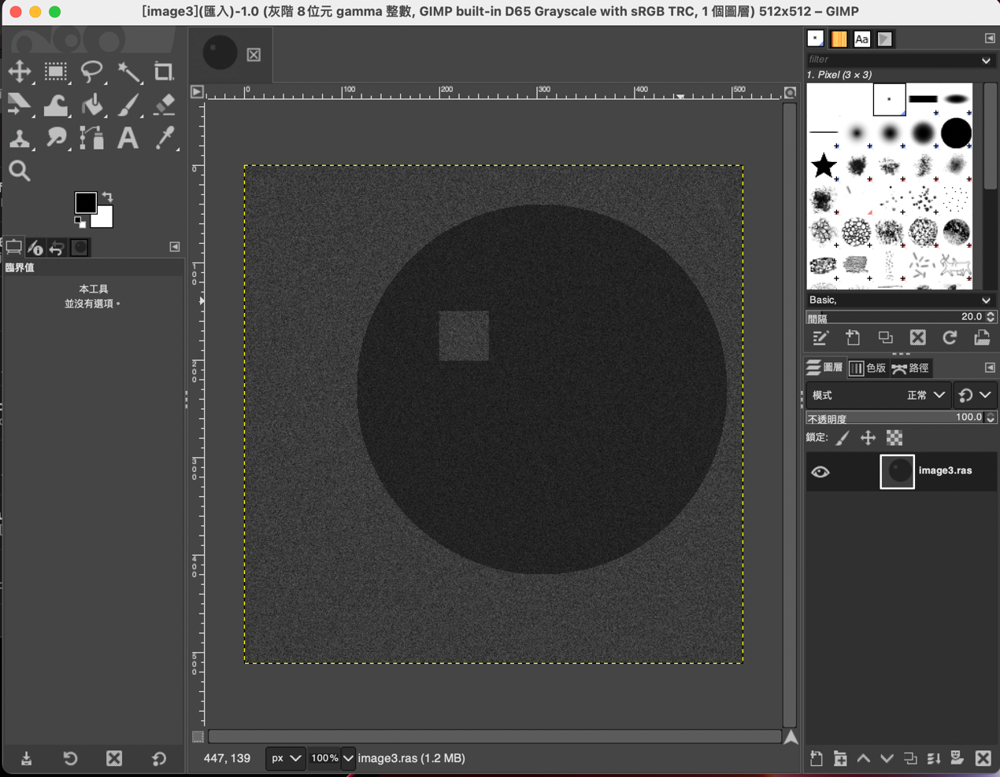 [image3](匯入)-1.0 (灰階 8 位元 gamma 整數, GIMP built-in D65 Grayscale with sRGB TRC, 1 個圖層) 512x512 – GIMP
Aa
filter
1. Pixel (3 × 3)
0
100
200
300
400
500
0
100
200
300
400
500
臨界值
本工具
並沒有選項。
Basic,
間隔
20.0
圖層
色版
路徑
模式
正常
不透明度
100.0
鎖定:
image3.ras
447, 139
px
100%
image3.ras (1.2 MB)